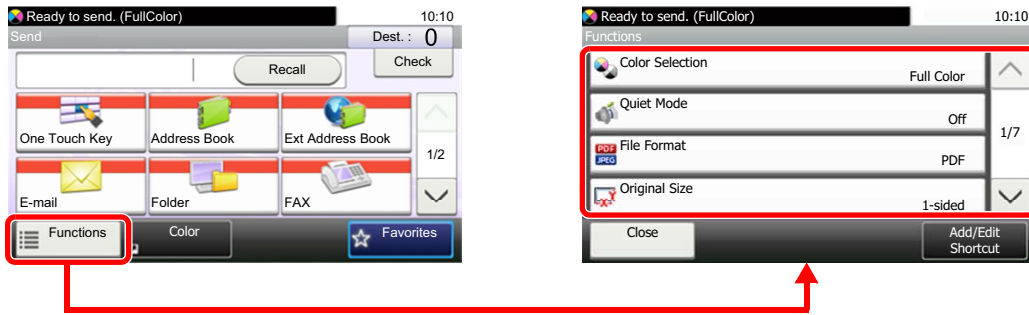 Ready to send. (FullColor) 10:10
Send Dest. : 0
Recall Check
One Touch Key Address Book Ext Address Book
1/2
E-mail Folder FAX
Functions Color Favorites
Ready to send. (FullColor) 10:10
Functions
Color Selection
Full Color
Quiet Mode
Off
1/7
PDF File Format
JPEG
PDF
Original Size
XY
1-sided
Close Add/Edit
Shortcut